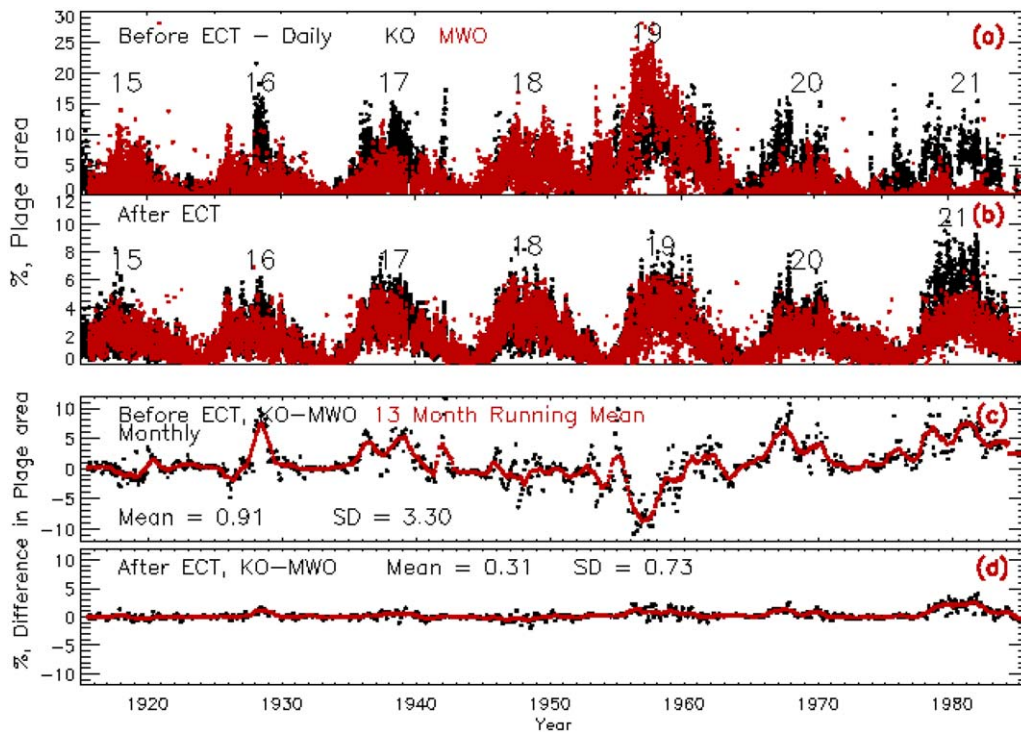 30
25
20
15
10
5
0
Before ECT - Daily KO MWO (a)
15 16 17 18 19 20 21
12
10
8
6
4
2
0
After ECT (b)
15 16 17 18 19 20 21
%, Plage area
10
5
0
-5
-10
Before ECT, KO-MWO 13 Month Running Mean (c)
Monthly
Mean = 0.91 SD = 3.30
10
5
0
-5
-10
After ECT, KO-MWO Mean = 0.31 SD = 0.73 (d)
%, Difference in Plage area
1920 1930 1940 1950 1960 1970 1980
Year